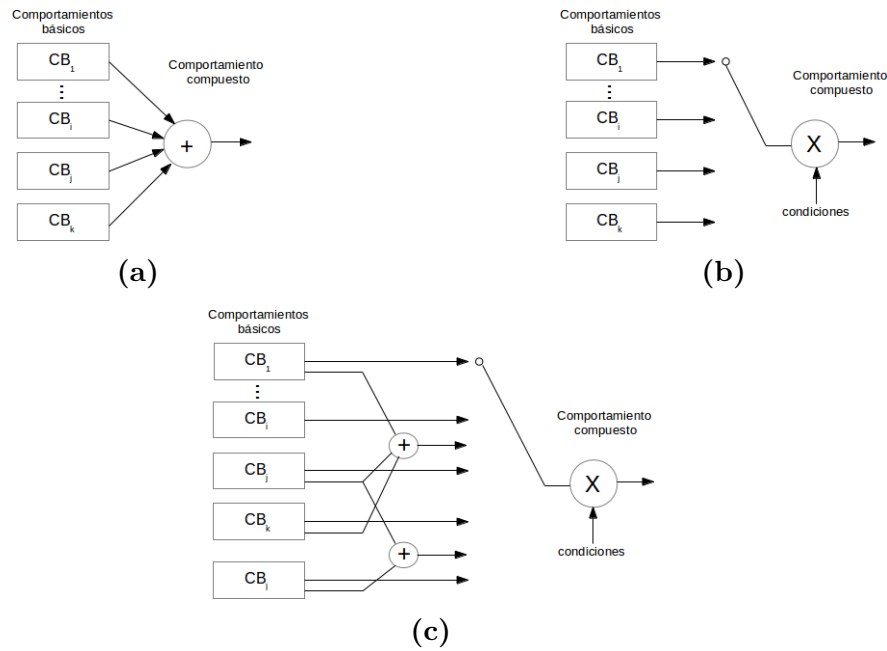 Comportamientos
básicos
CB1
CBi
CBj
CBk
Comportamiento
compuesto
+
(a)
Comportamientos
básicos
CB1
CBi
CBj
CBk
Comportamiento
compuesto
X
condiciones
(b)
Comportamientos
básicos
CB1
CBi
CBj
CBk
CBl
+
+
Comportamiento
compuesto
X
condiciones
(c)